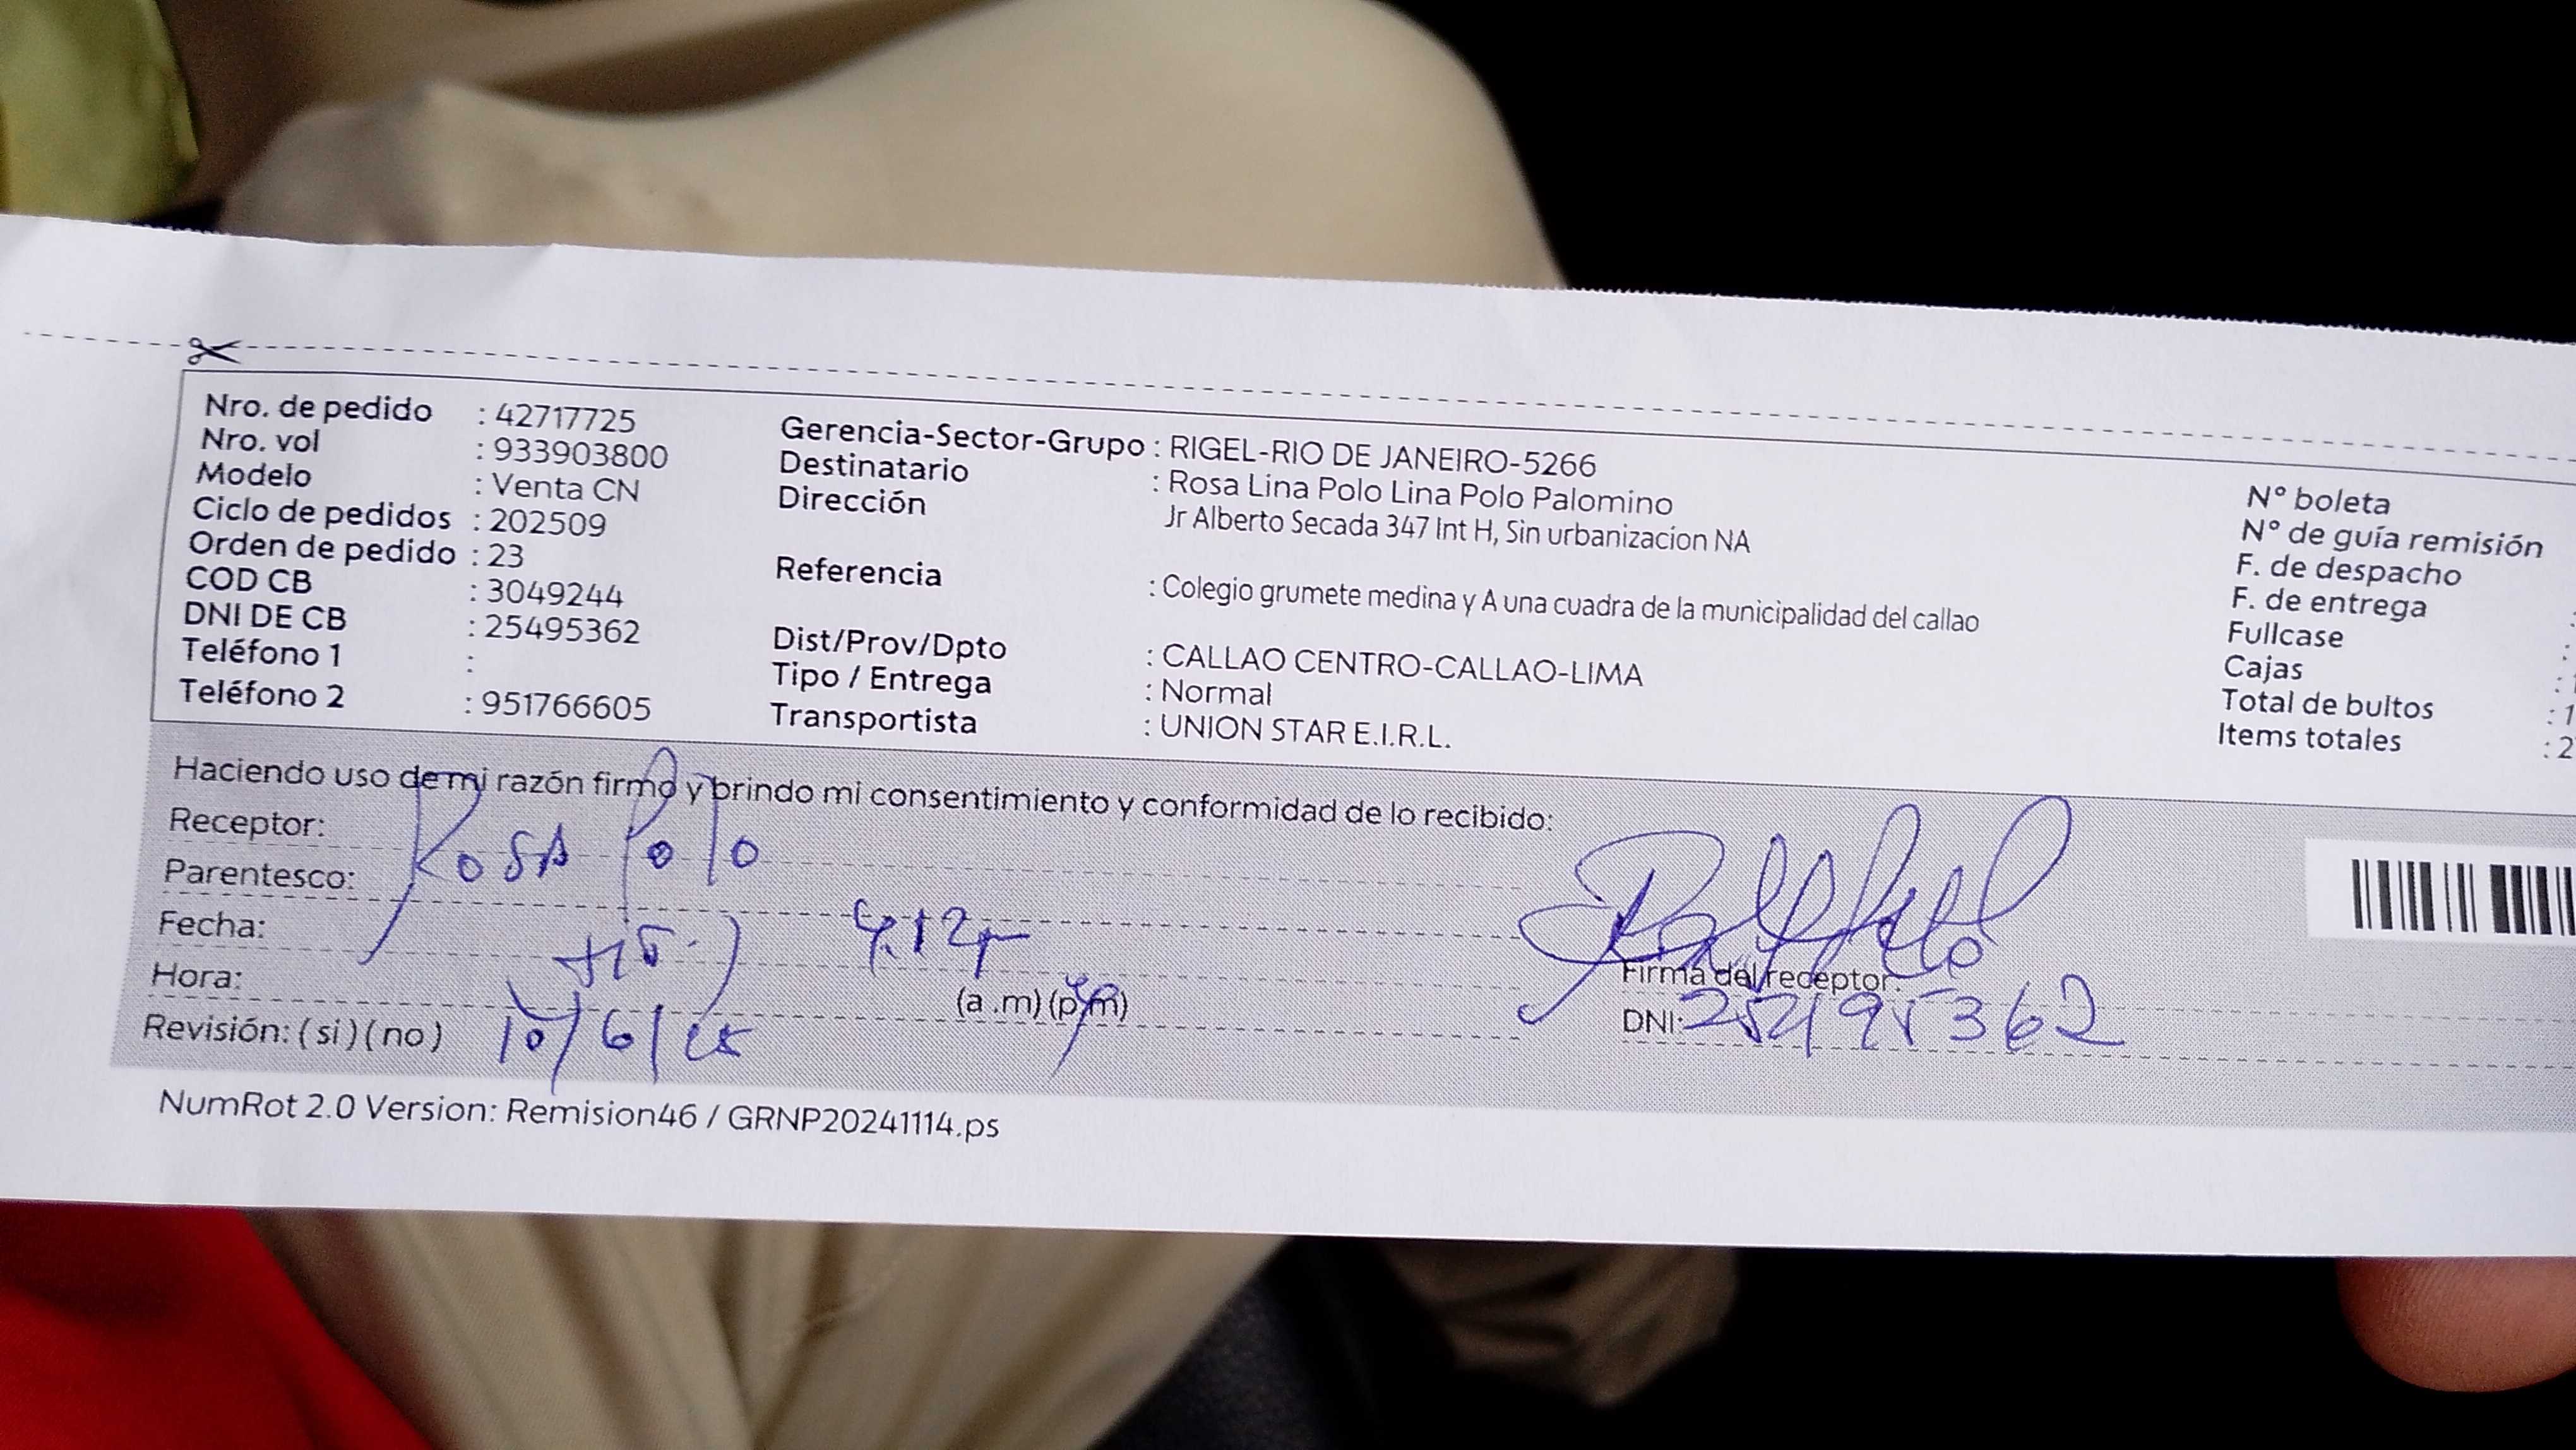 Nro. de pedido : 42717725
Nro. vol : 933903800
Modelo : Venta CN
Ciclo de pedidos : 202509
Orden de pedido : 23
COD CB : 3049244
DNI DE CB : 25495362
Teléfono 1 :
Teléfono 2 : 951766605
Gerencia-Sector-Grupo : RIGEL-RIO DE JANEIRO-5266
Destinatario : Rosa Lina Polo Lina Polo Palomino
Dirección Jr Alberto Secada 347 Int H, Sin urbanizacion NA
Referencia : Colegio grumete medina y A una cuadra de la municipalidad del callao
Dist/Prov/Dpto : CALLAO CENTRO-CALLAO-LIMA
Tipo / Entrega : Normal
Transportista : UNION STAR E.I.R.L.
N° boleta
N° de guía remisión
F. de despacho
F. de entrega :
Fullcase :
Cajas :
Total de bultos : 1
Items totales : 2
Haciendo uso de mi razón firmo y brindo mi consentimiento y conformidad de lo recibido:
Receptor: Rosa Polo
Parentesco:
Fecha:
Hora: (a.m) (p.m)
Revisión: (si) (no) 10/6/25
Firma del receptor:
DNI: 25495362
NumRot 2.0 Version: Remision46 / GRNP20241114.ps